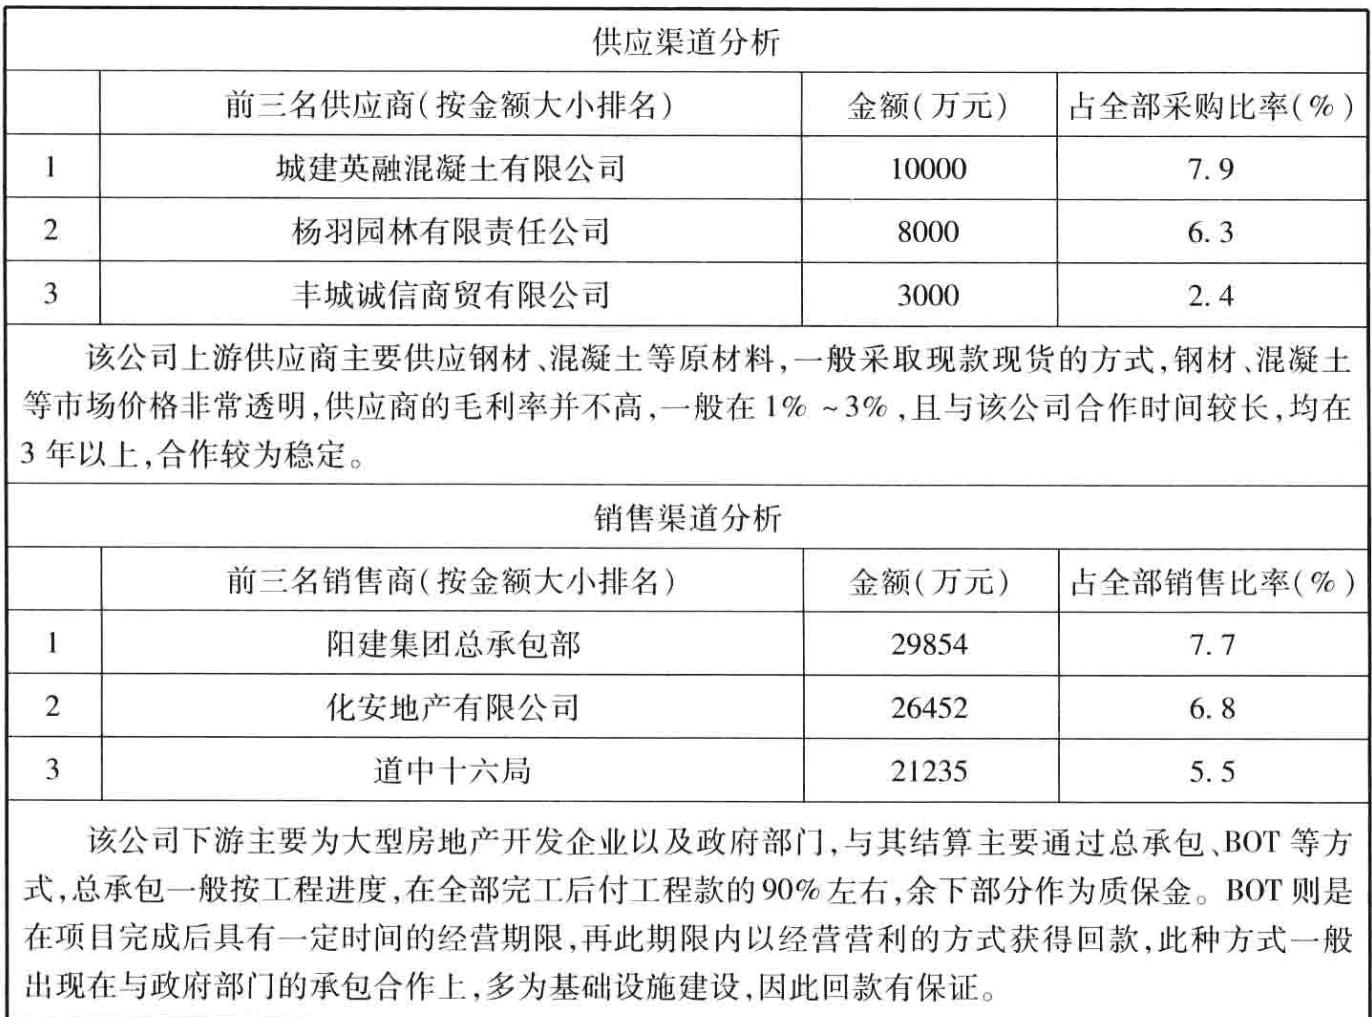 供应渠道分析
前三名供应商(按金额大小排名) 金额(万元) 占全部采购比率(%)
1 城建英融混凝土有限公司 10000 7.9
2 杨羽园林有限责任公司 8000 6.3
3 丰城诚信商贸有限公司 3000 2.4
该公司上游供应商主要供应钢材、混凝土等原材料,一般采取现款现货的方式,钢材、混凝土
等市场价格非常透明,供应商的毛利率并不高,一般在1%~3%,且与该公司合作时间较长,均在
3年以上,合作较为稳定。
销售渠道分析
前三名销售商(按金额大小排名) 金额(万元) 占全部销售比率(%)
1 阳建集团总承包部 29854 7.7
2 化安地产有限公司 26452 6.8
3 道中十六局 21235 5.5
该公司下游主要为大型房地产开发企业以及政府部门,与其结算主要通过总承包、BOT等方
式,总承包一般按工程进度,在全部完工后付工程款的90%左右,余下部分作为质保金。BOT则是
在项目完成后具有一定时间的经营期限,再此期限内以经营营利的方式获得回款,此种方式一般
出现在与政府部门的承包合作上,多为基础设施建设,因此回款有保证。